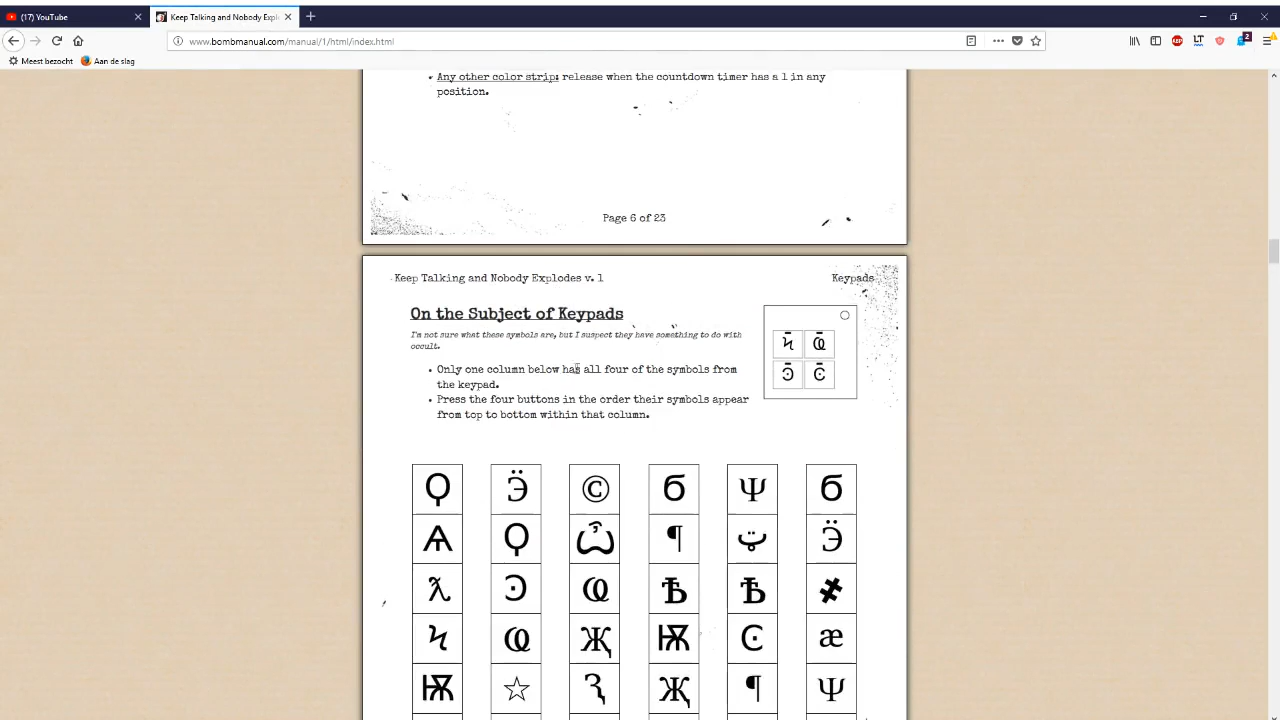 (17) YouTube
Keep Talking and Nobody Expl
www.bombmanual.com/manual/1/html/index.html
2
Meest bezocht
Aan de slag
Any other color strip: release when the countdown timer has a 1 in any
position.
Page 6 of 23
Keep Talking and Nobody Explodes v. 1
Keypads
On the Subject of Keypads
I'm not sure what these symbols are, but I suspect they have something to do with
occult.
Only one column below has all four of the symbols from
the keypad.
Press the four buttons in the order their symbols appear
from top to bottom within that column.
Ϟ Ҩ
Ͽ Ͼ
Ϙ Ӭ © б Ψ б
Ѧ Ϙ Ѽ ¶ ټ Ӭ
ƛ Ͽ Ҩ Ѣ Ѣ ҂
Ϟ Ҩ Җ Ѭ Ͼ æ
Ѭ ☆ Ԇ Җ ¶ Ψ